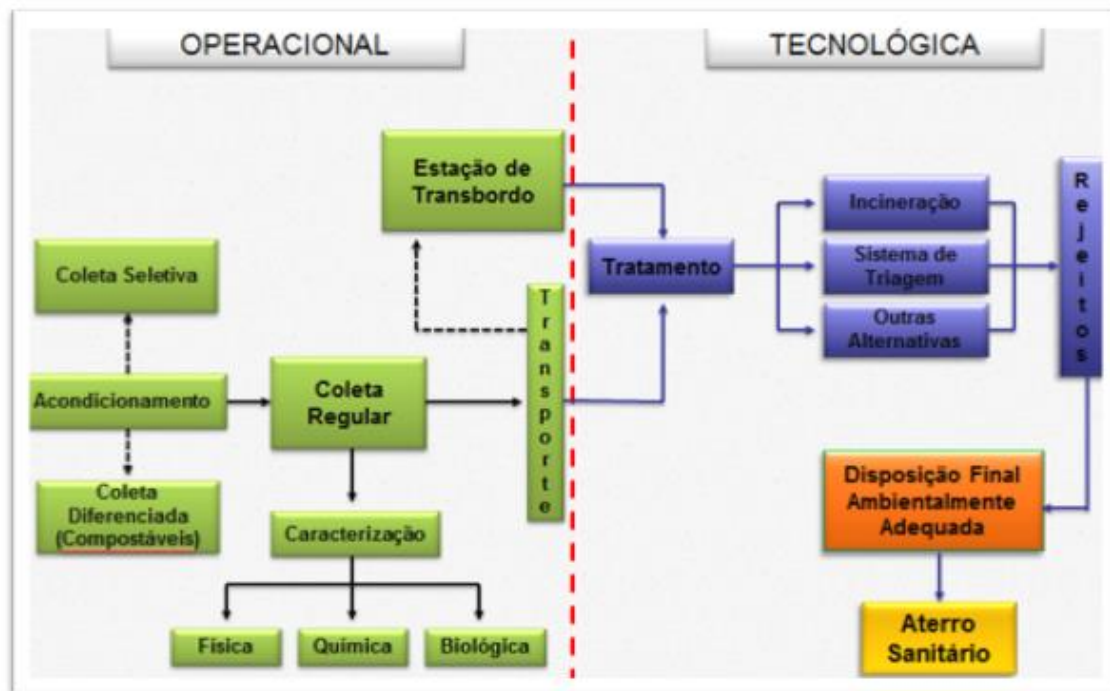 OPERACIONAL
TECNOLÓGICA
Estação de
Transbordo
Coleta Seletiva
Acondicionamento
Coleta
Diferenciada
(Compostáveis)
Coleta
Regular
Caracterização
Física
Química
Biológica
Transporte
Tratamento
Incineração
Sistema de
Triagem
Outras
Alternativas
Rejeitos
Disposição Final
Ambientalmente
Adequada
Aterro
Sanitário